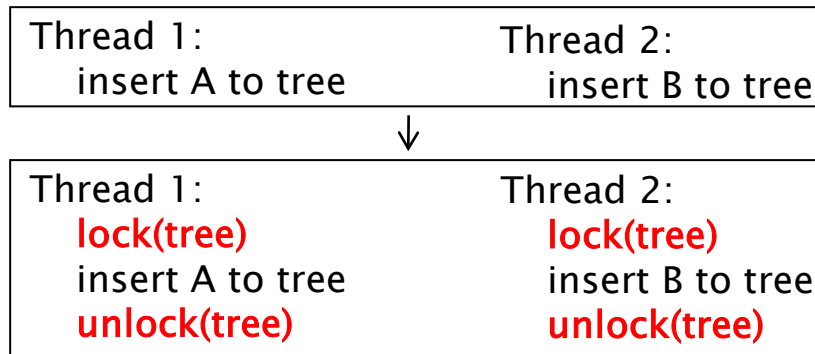 Thread 1:
insert A to tree
Thread 2:
insert B to tree
Thread 1:
lock(tree)
insert A to tree
unlock(tree)
Thread 2:
lock(tree)
insert B to tree
unlock(tree)